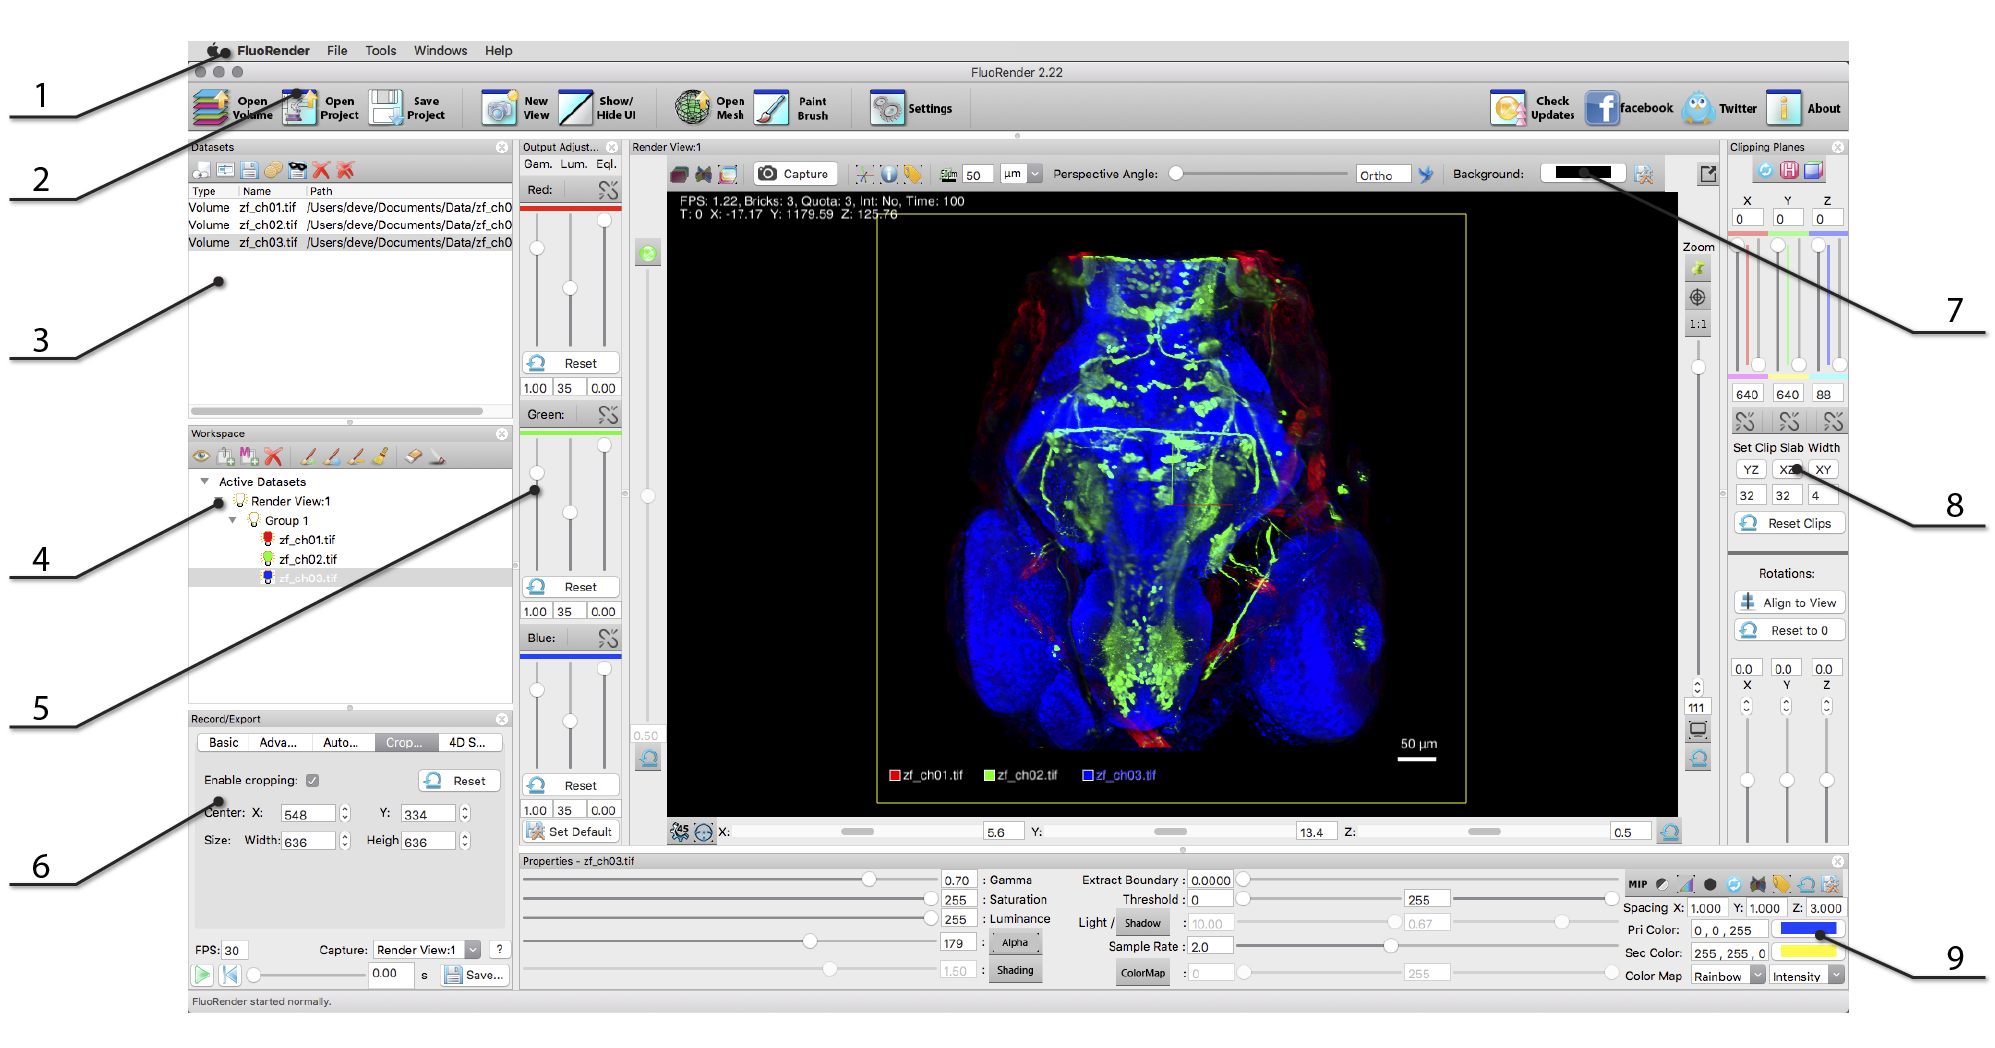 FluoRender File Tools Windows Help
FluoRender 2.22
Open Volume
Open Project
Save Project
New View
Show/ Hide UI
Open Mesh
Paint Brush
Settings
Check Updates
facebook
Twitter
About
1
2
3
4
5
6
7
8
9
Datasets
Type Name Path
Volume zf_ch01.tif /Users/deve/Documents/Data/zf_ch0
Volume zf_ch02.tif /Users/deve/Documents/Data/zf_ch0
Volume zf_ch03.tif /Users/deve/Documents/Data/zf_ch0
Workspace
Active Datasets
Render View:1
Group 1
zf_ch01.tif
zf_ch02.tif
zf_ch03.tif
Record/Export
Basic Adva... Auto... Crop... 4D S...
Enable cropping: Reset
Center: X: 548 Y: 334
Size: Width: 636 Heigh 636
FPS: 30 Capture: Render View:1 ?
0.00 s Save...
FluoRender started normally.
Output Adjust...
Gam. Lum. Eql.
Red:
Reset
1.00 35 0.00
Green:
Reset
1.00 35 0.00
Blue:
Reset
1.00 35 0.00
Set Default
Render View:1
Capture 50 μm Perspective Angle: Ortho Background:
FPS: 1.22, Bricks: 3, Quota: 3, Int: No, Time: 100
T: 0 X: -17.17 Y: 1179.59 Z: 125.76
0.50
50 μm
zf_ch01.tif zf_ch02.tif zf_ch03.tif
Zoom
1:1
111
45 X: 5.6 Y: 13.4 Z: 0.5
Clipping Planes
X Y Z
0 0 0
640 640 88
Set Clip Slab Width
YZ XZ XY
32 32 4
Reset Clips
Rotations:
Align to View
Reset to 0
0.0 0.0 0.0
X Y Z
Properties - zf_ch03.tif
0.70 : Gamma
255 : Saturation
255 : Luminance
179 : Alpha
1.50 : Shading
Extract Boundary : 0.0000
Threshold : 0 255
Light / Shadow : 10.00 0.67
Sample Rate : 2.0
ColorMap : 0 255
MIP
Spacing X: 1.000 Y: 1.000 Z: 3.000
Pri Color: 0 , 0 , 255
Sec Color: 255 , 255 , 0
Color Map Rainbow Intensity